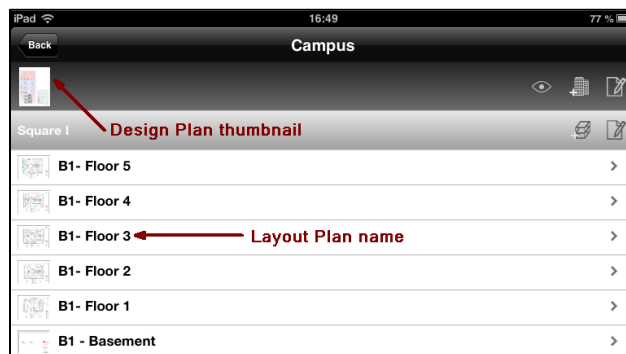 iPad 16:49 77 %
Back Campus
Design Plan thumbnail
Square I
B1- Floor 5
B1- Floor 4
B1- Floor 3 Layout Plan name
B1- Floor 2
B1- Floor 1
B1 - Basement